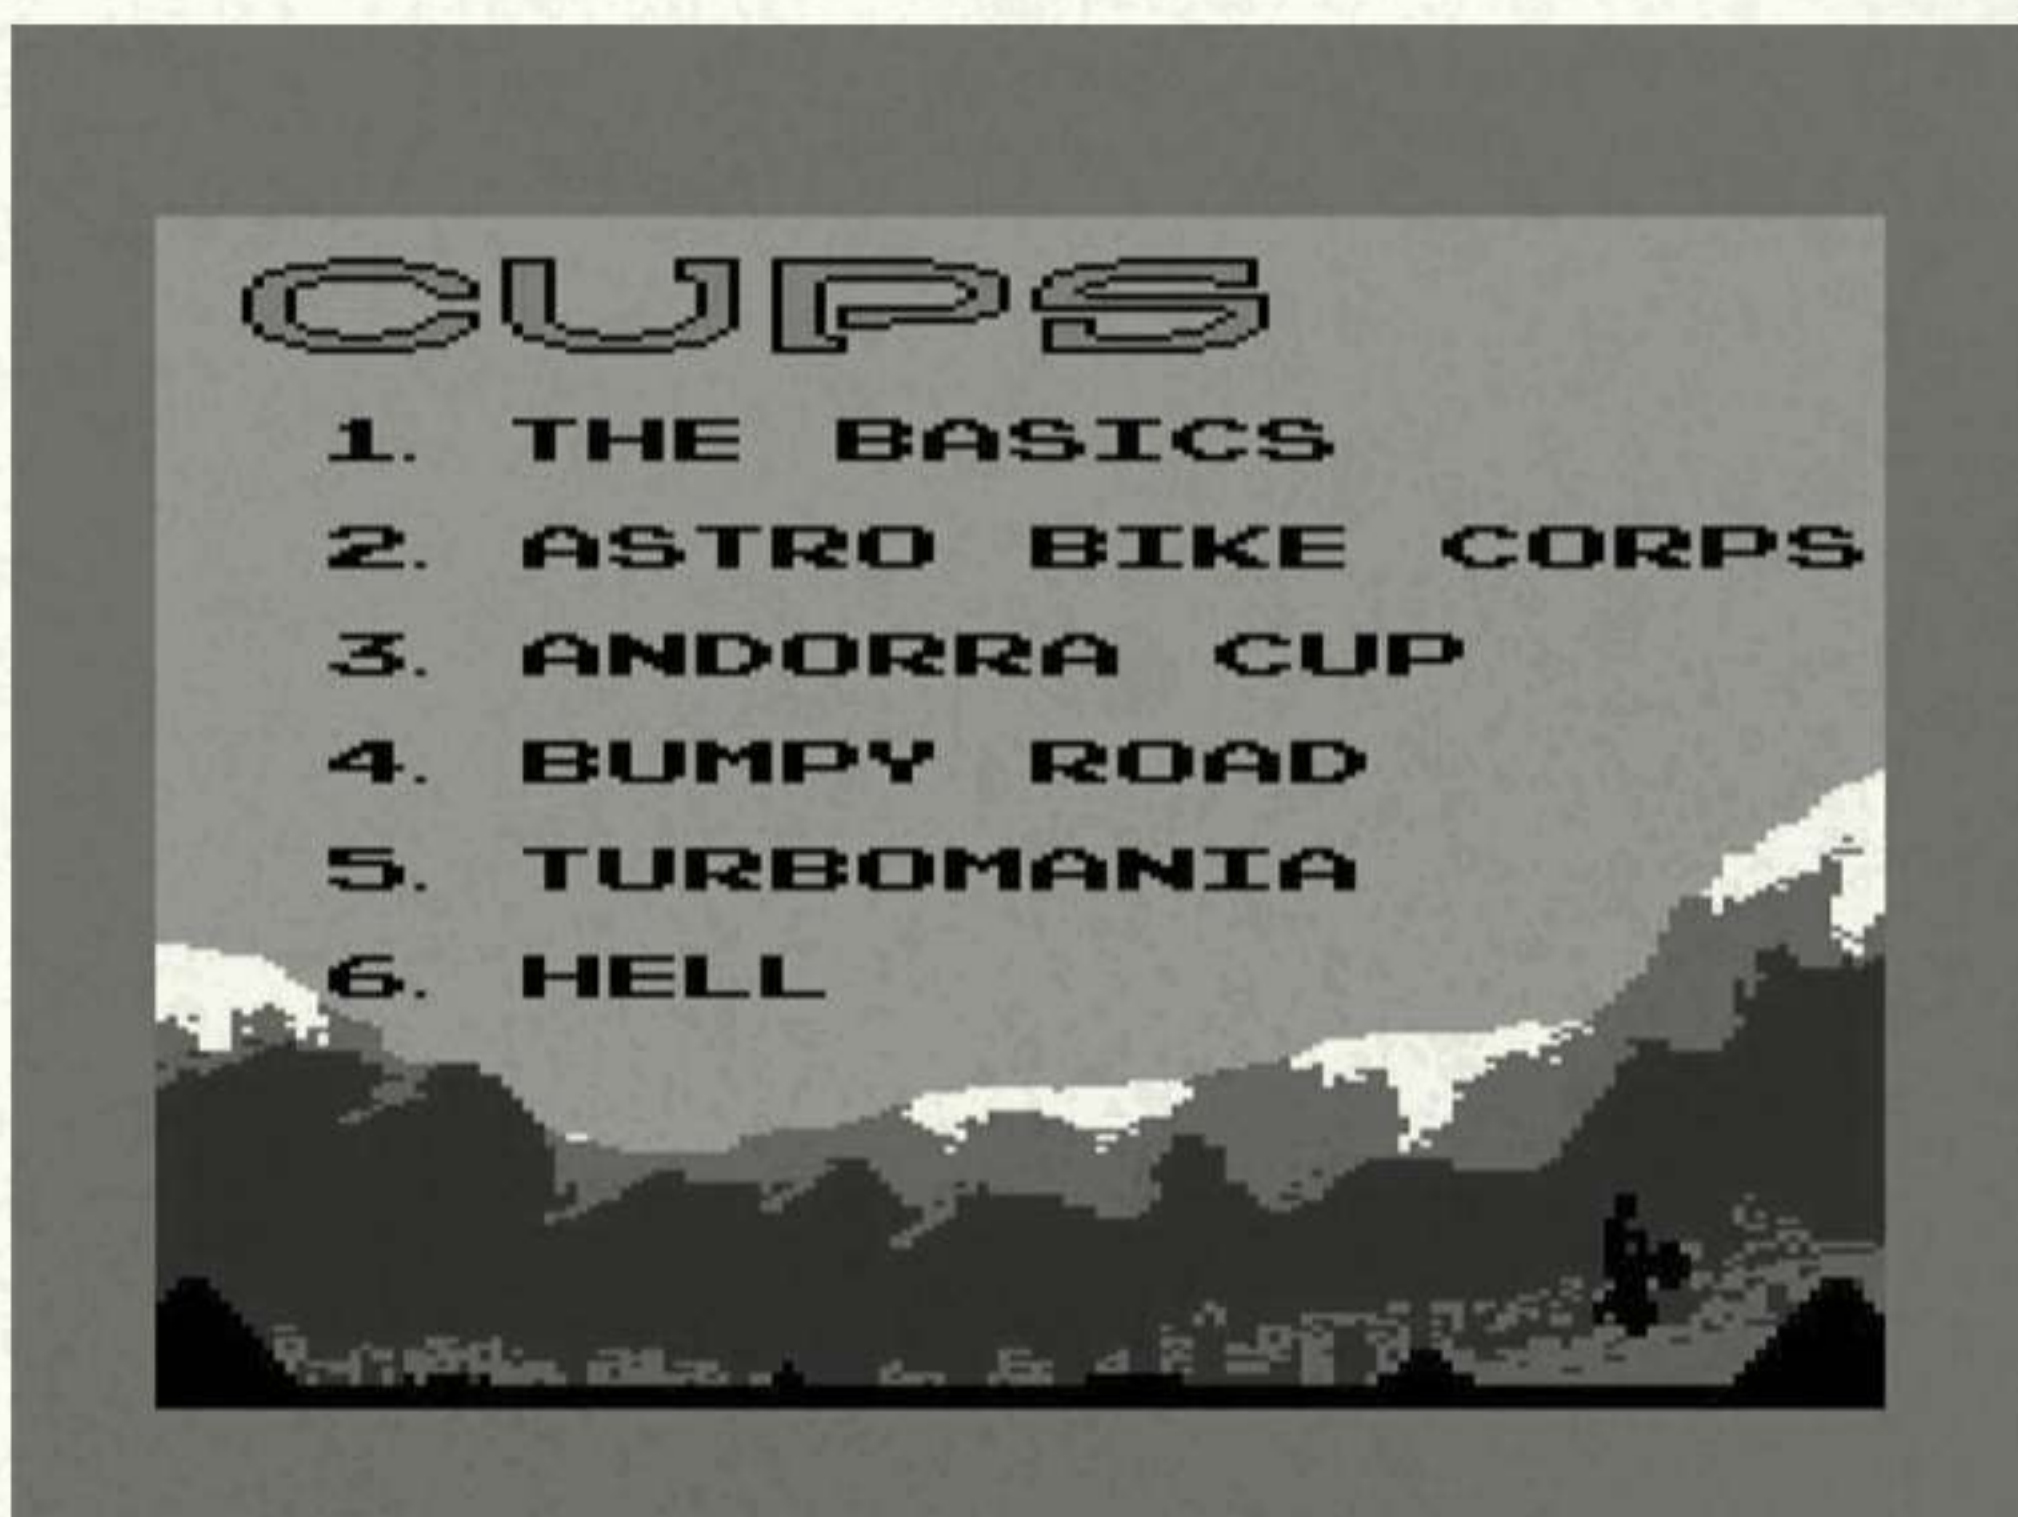 CUPS
1. THE BASICS
2. ASTRO BIKE CORPS
3. ANDORRA CUP
4. BUMPY ROAD
5. TURBOMANIA
6. HELL